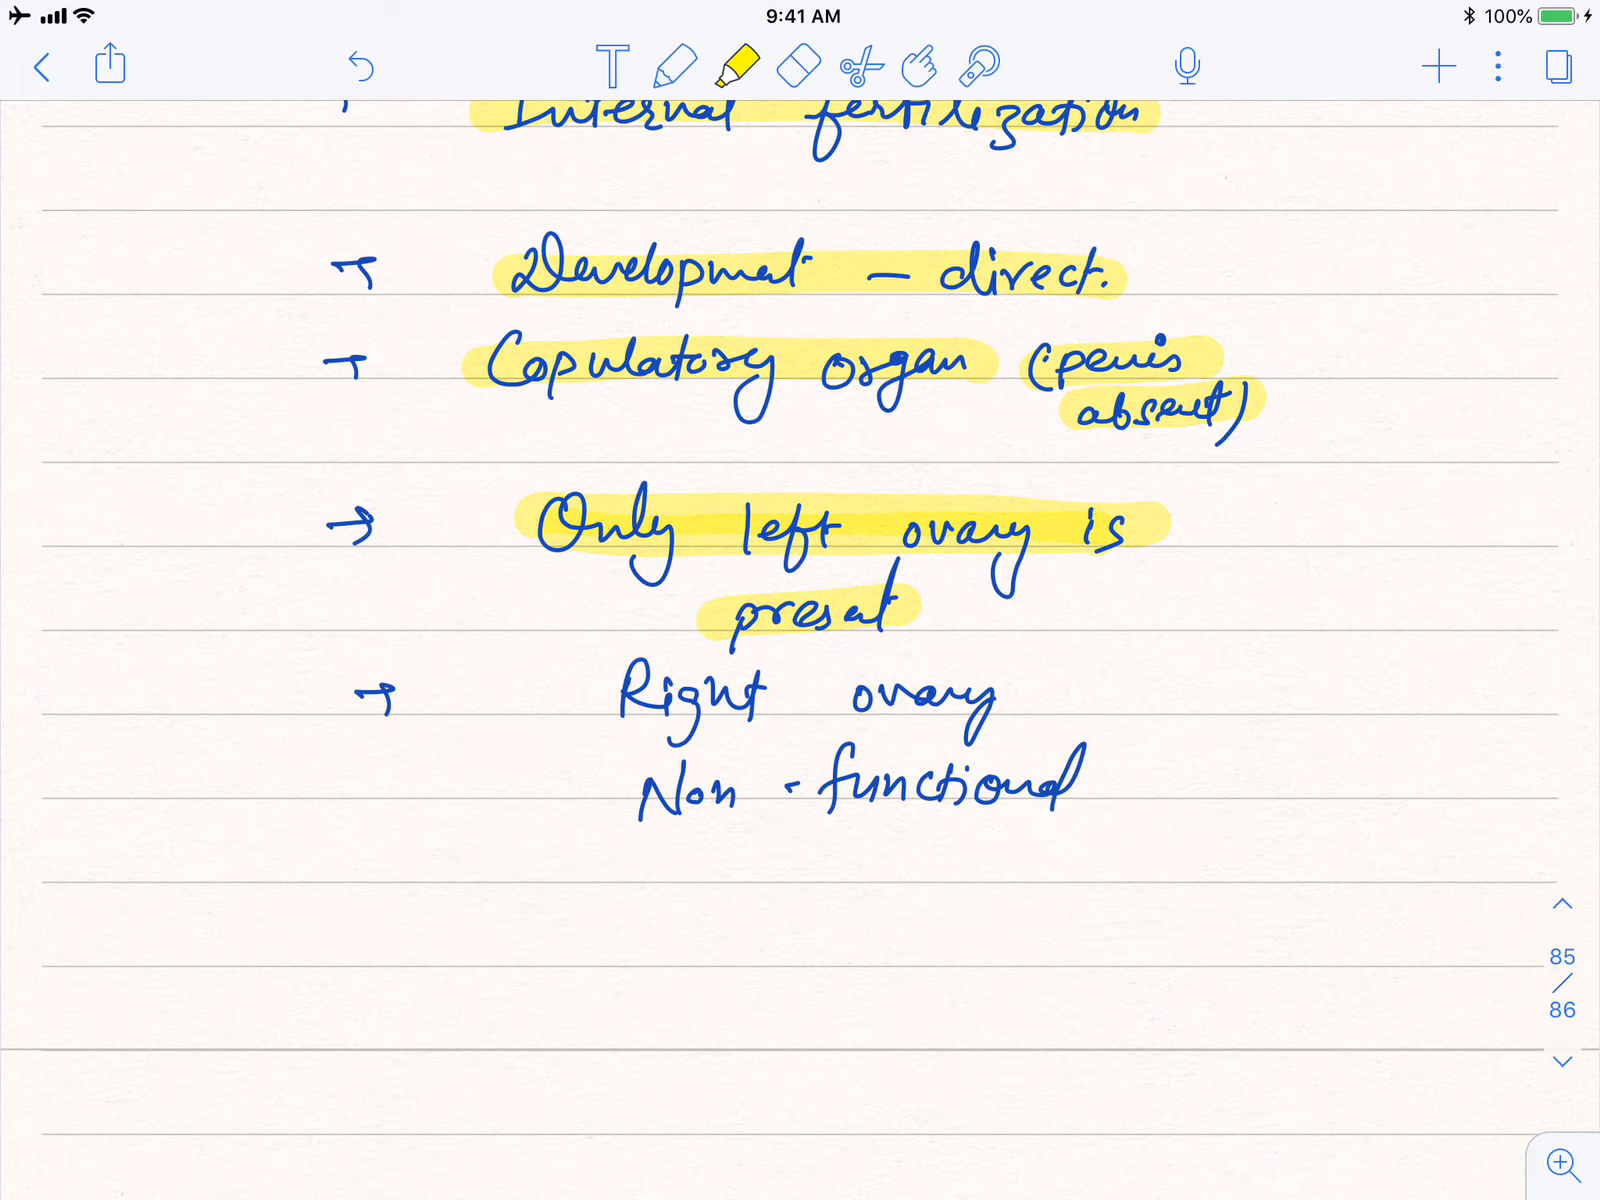 9:41 AM
100%
Internal fertilization
→ Development - direct.
→ Copulatory organ (penis
absent)
→ Only left ovary is
present
→ Right ovary
Non - functional
85
/
86